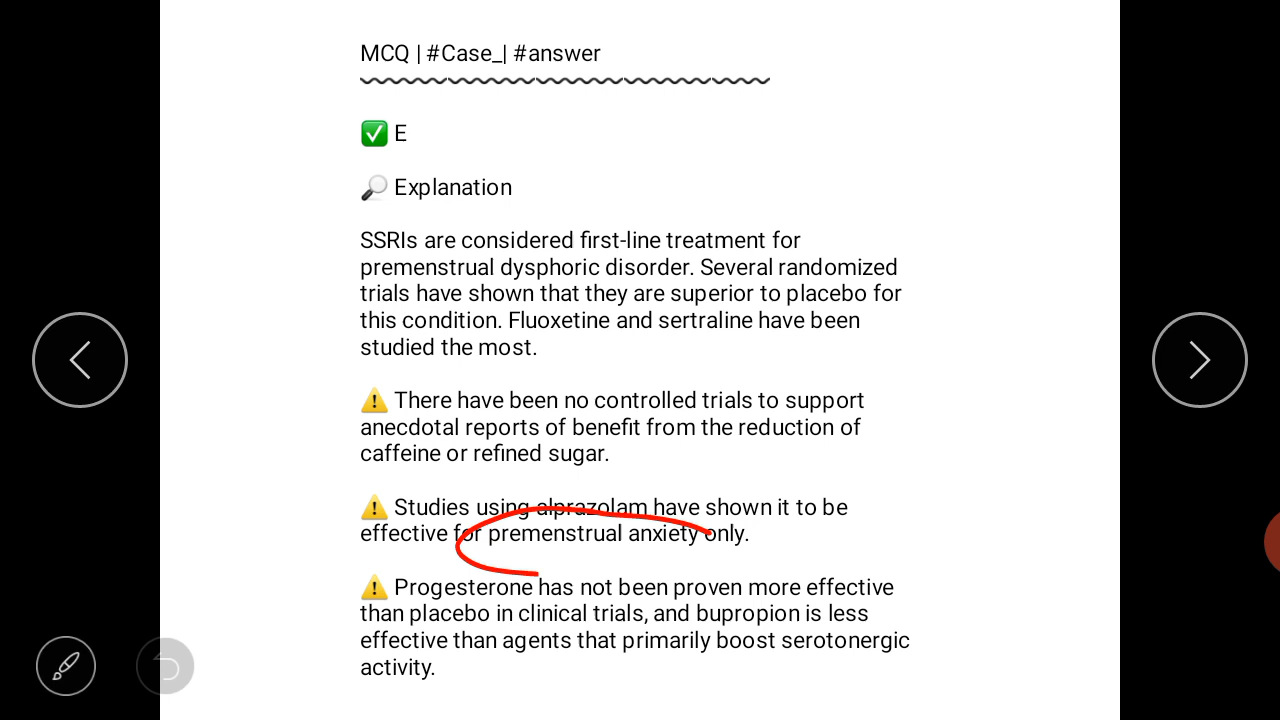 MCQ | #Case_| #answer
✅ E
🔎 Explanation
SSRIs are considered first-line treatment for
premenstrual dysphoric disorder. Several randomized
trials have shown that they are superior to placebo for
this condition. Fluoxetine and sertraline have been
studied the most.
⚠️ There have been no controlled trials to support
anecdotal reports of benefit from the reduction of
caffeine or refined sugar.
⚠️ Studies using alprazolam have shown it to be
effective for premenstrual anxiety only.
⚠️ Progesterone has not been proven more effective
than placebo in clinical trials, and bupropion is less
effective than agents that primarily boost serotonergic
activity.